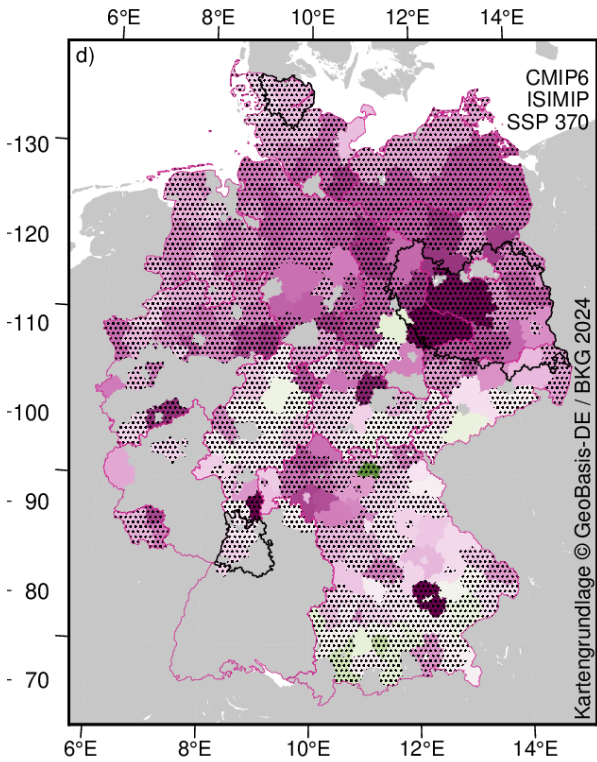 6°E 8°E 10°E 12°E 14°E
d)
CMIP6
ISIMIP
SSP 370
-130
-120
-110
-100
- 90
- 80
- 70
Kartengrundlage © GeoBasis-DE / BKG 2024
6°E 8°E 10°E 12°E 14°E